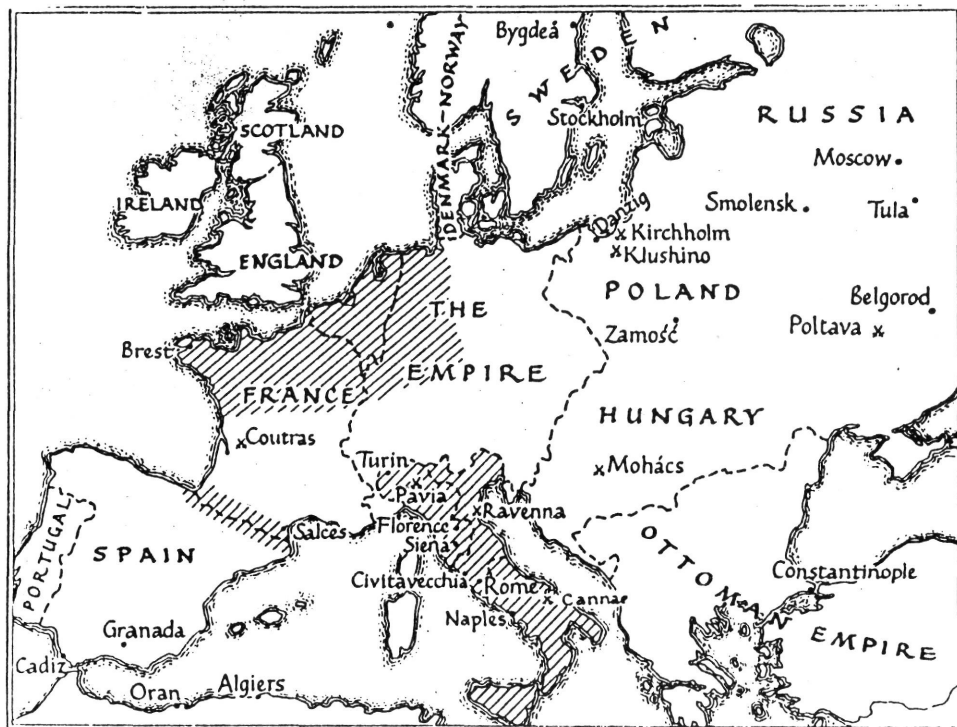 Bygdeå
SWEDEN
DENMARK-NORWAY
SCOTLAND
Stockholm
RUSSIA
Moscow
IRELAND
Smolensk
Tula
Danzig
Kirchholm
ENGLAND
Klushino
THE
POLAND
Belgorod
Zamość
Poltava
Brest
EMPIRE
FRANCE
HUNGARY
Coutras
Turin
Mohács
Pavia
Ravenna
Salces
Florence
PORTUGAL
SPAIN
Siena
OTTOMAN
Civitavecchia
Rome
Constantinople
Cannae
Granada
Naples
EMPIRE
Cadiz
Oran
Algiers